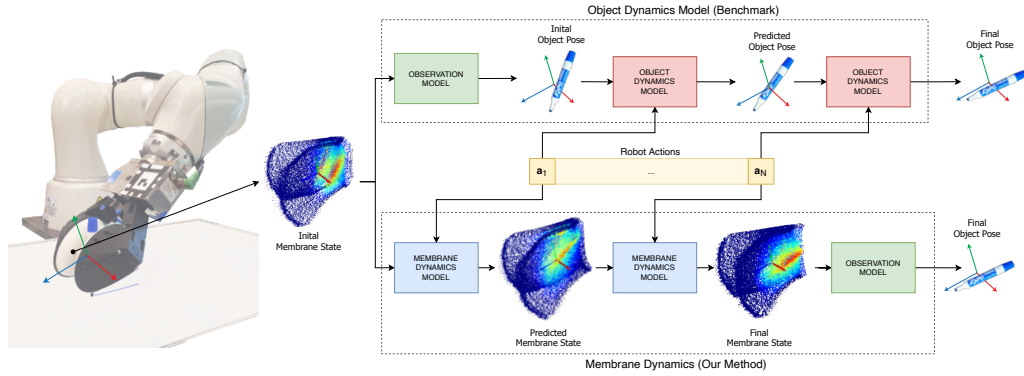 Object Dynamics Model (Benchmark)
Inital
Object Pose
Predicted
Object Pose
Final
Object Pose
OBSERVATION
MODEL
OBJECT
DYNAMICS
MODEL
OBJECT
DYNAMICS
MODEL
Robot Actions
a1
...
aN
Inital
Membrane State
MEMBRANE
DYNAMICS
MODEL
MEMBRANE
DYNAMICS
MODEL
OBSERVATION
MODEL
Final
Object Pose
Predicted
Membrane State
Final
Membrane State
Membrane Dynamics (Our Method)